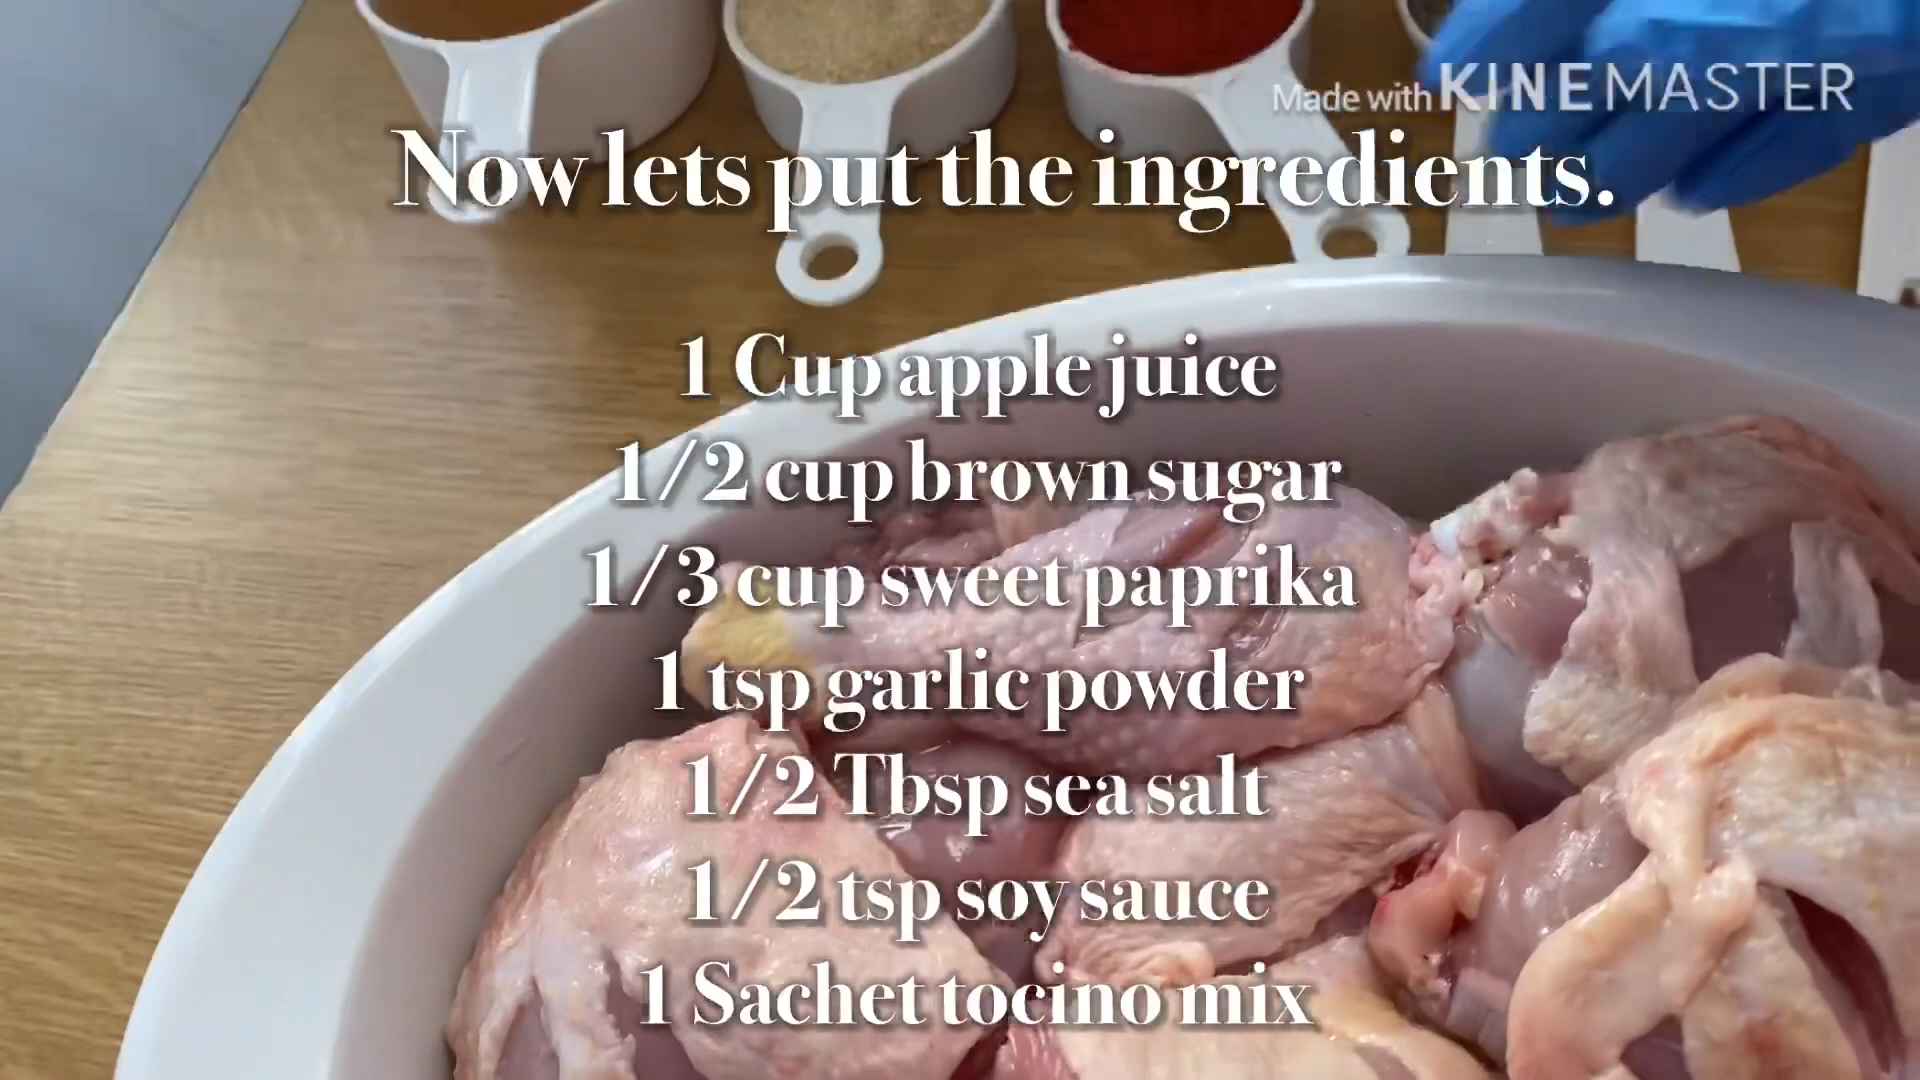 Made with KINEMASTER
Now lets put the ingredients.
1 Cup apple juice
1/2 cup brown sugar
1/3 cup sweet paprika
1 tsp garlic powder
1/2 Tbsp sea salt
1/2 tsp soy sauce
1 Sachet tocino mix